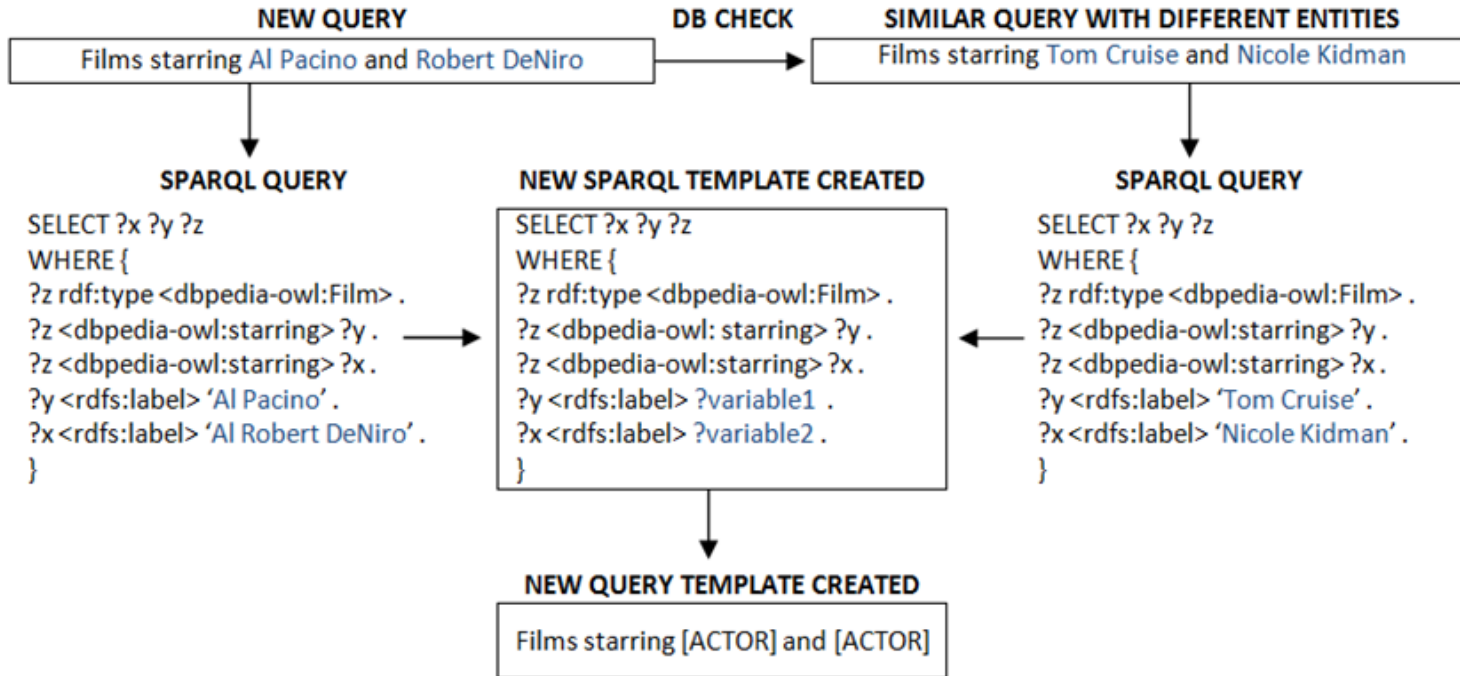 NEW QUERY
DB CHECK
SIMILAR QUERY WITH DIFFERENT ENTITIES
Films starring Al Pacino and Robert DeNiro
Films starring Tom Cruise and Nicole Kidman
SPARQL QUERY
SELECT ?x ?y ?z
WHERE {
?z rdf:type <dbpedia-owl:Film> .
?z <dbpedia-owl:starring> ?y .
?z <dbpedia-owl:starring> ?x .
?y <rdfs:label> ‘Al Pacino’ .
?x <rdfs:label> ‘Al Robert DeNiro’ .
}
NEW SPARQL TEMPLATE CREATED
SELECT ?x ?y ?z
WHERE {
?z rdf:type <dbpedia-owl:Film> .
?z <dbpedia-owl: starring> ?y .
?z <dbpedia-owl:starring> ?x .
?y <rdfs:label> ?variable1 .
?x <rdfs:label> ?variable2 .
}
SPARQL QUERY
SELECT ?x ?y ?z
WHERE {
?z rdf:type <dbpedia-owl:Film> .
?z <dbpedia-owl:starring> ?y .
?z <dbpedia-owl:starring> ?x .
?y <rdfs:label> ‘Tom Cruise’ .
?x <rdfs:label> ‘Nicole Kidman’ .
}
NEW QUERY TEMPLATE CREATED
Films starring [ACTOR] and [ACTOR]